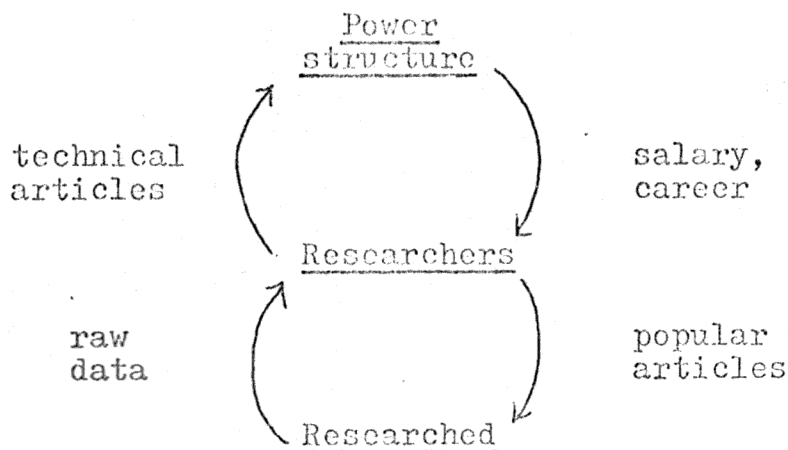 Power
structure
technical
articles
salary,
career
Researchers
raw
data
popular
articles
Researched